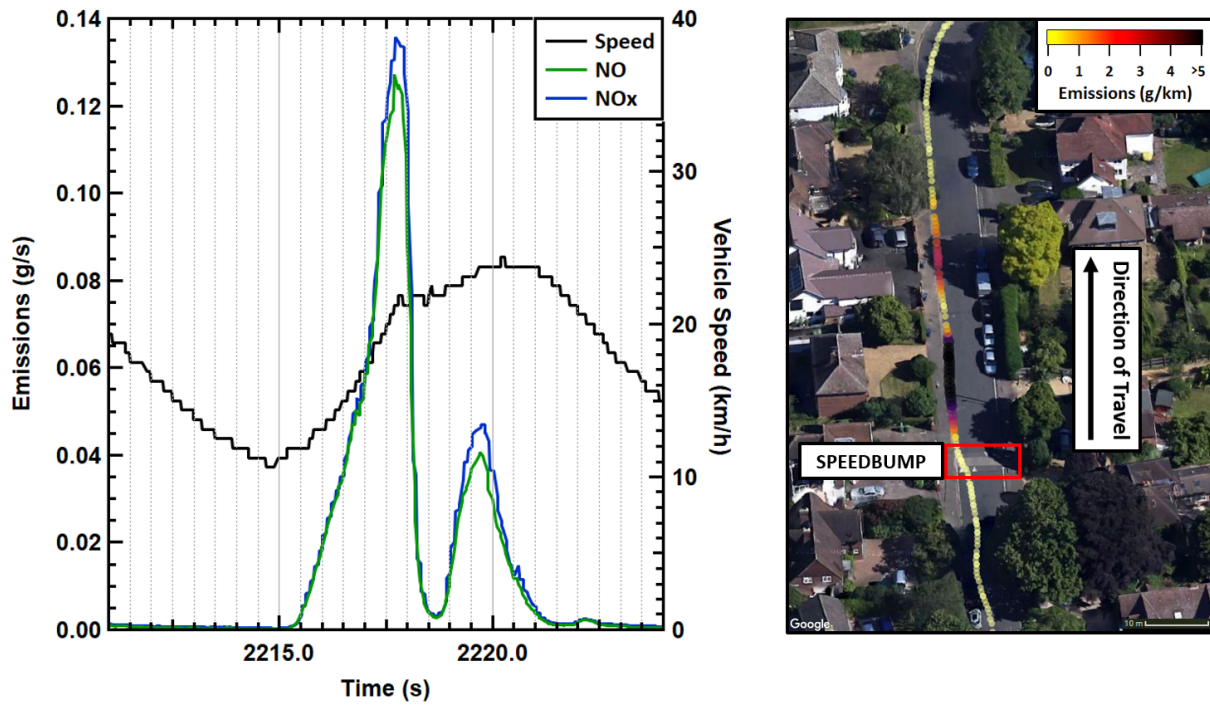 0.14
0.12
0.10
0.08
0.06
0.04
0.02
0.00
Emissions (g/s)
2215.0
2220.0
Time (s)
40
30
20
10
0
Vehicle Speed (km/h)
Speed
NO
NOx
0 1 2 3 4 >5
Emissions (g/km)
Direction of Travel
SPEEDBUMP
Google
10 m